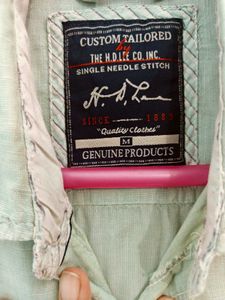 CUSTOM TAILORED
by
THE H.D.LEE CO. INC.
SINGLE NEEDLE STITCH
H. D. Lee
SINCE 1889
"Quality Clothes"
M
GENUINE PRODUCTS